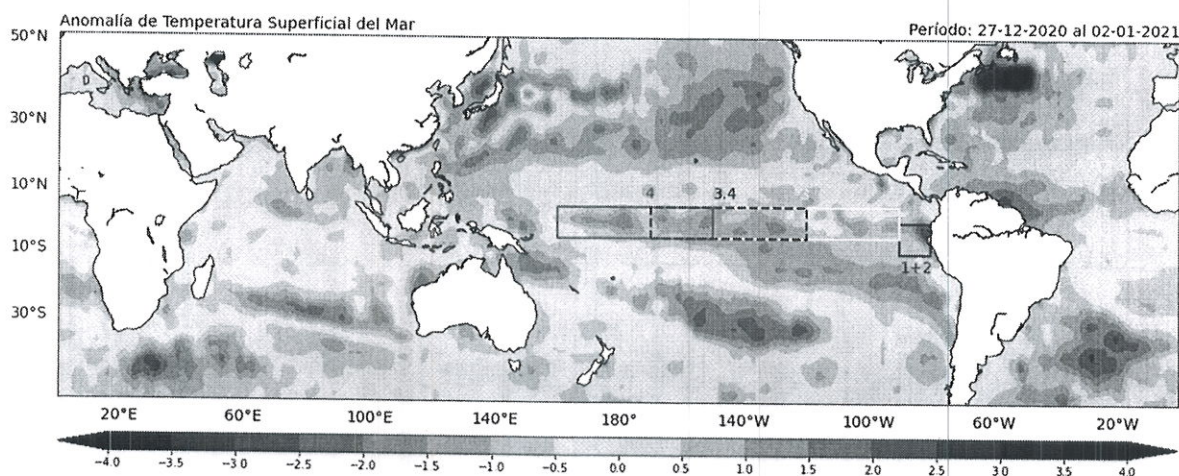 Anomalía de Temperatura Superficial del Mar
Período: 27-12-2020 al 02-01-2021
50°N
30°N
10°N
10°S
30°S
4
3.4
1+2
20°E
60°E
100°E
140°E
180°
140°W
100°W
60°W
20°W
−4.0 −3.5 −3.0 −2.5 −2.0 −1.5 −1.0 −0.5 0.0 0.5 1.0 1.5 2.0 2.5 3.0 3.5 4.0